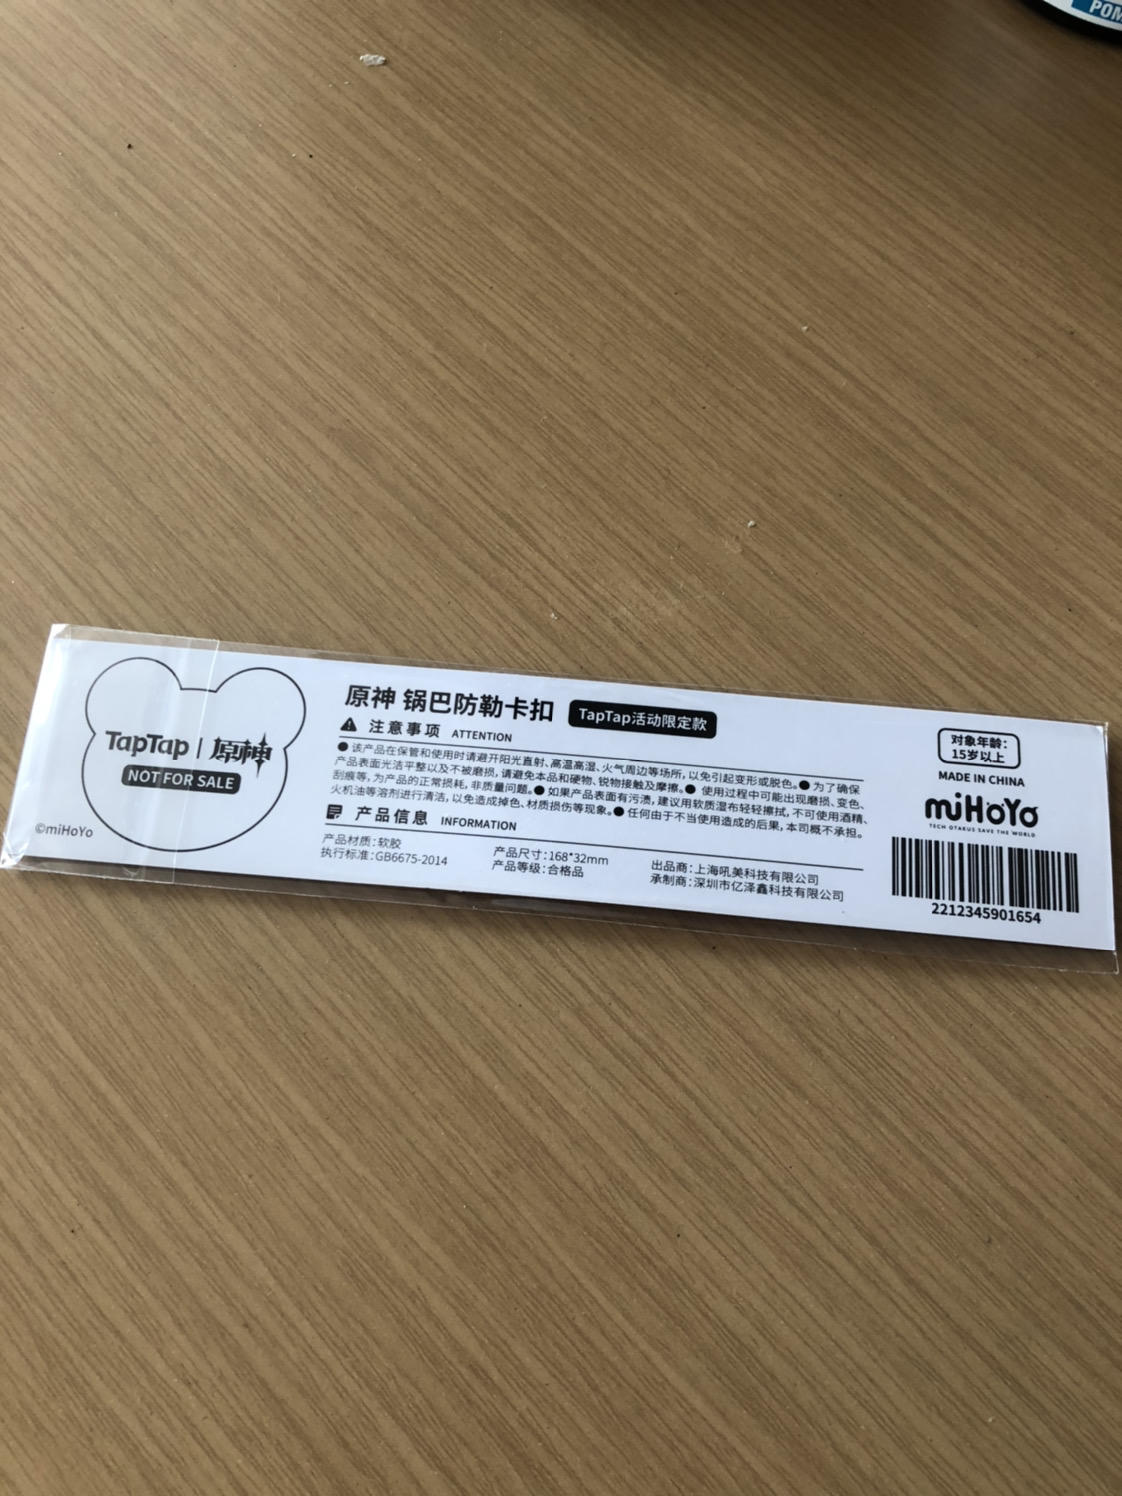 POM
TapTap | 原神
NOT FOR SALE
©miHoYo
原神 锅巴防勒卡扣 TapTap活动限定款
注意事项 ATTENTION
● 该产品在保管和使用时请避开阳光直射、高温高湿、火气周边等场所，以免引起变形或脱色。● 为了确保
产品表面光洁平整以及不被磨损，请避免本品和硬物、锐物接触及摩擦。● 使用过程中可能出现磨损、变色、
刮痕等，为产品的正常损耗，非质量问题。● 如果产品表面有污渍，建议用软质湿布轻轻擦拭，不可使用酒精、
火机油等溶剂进行清洁，以免造成掉色、材质损伤等现象。● 任何由于不当使用造成的后果，本司概不承担。
产品信息 INFORMATION
产品材质：软胶
执行标准：GB6675-2014
产品尺寸：168*32mm
产品等级：合格品
出品商：上海吼美科技有限公司
承制商：深圳市亿泽鑫科技有限公司
对象年龄：
15岁以上
MADE IN CHINA
miHoYo
TECH OTAKUS SAVE THE WORLD
2212345901654